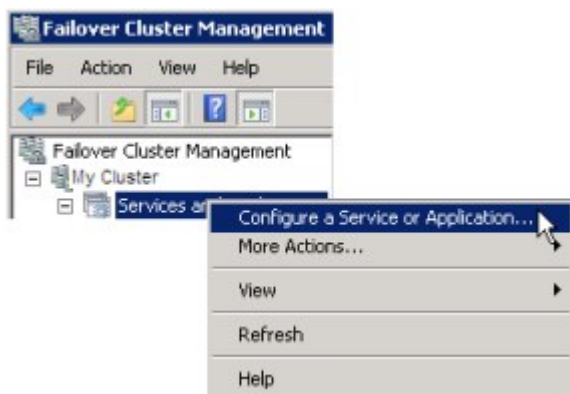 Failover Cluster Management
File Action View Help
Failover Cluster Management
My Cluster
Services a
Configure a Service or Application...
More Actions...
View
Refresh
Help